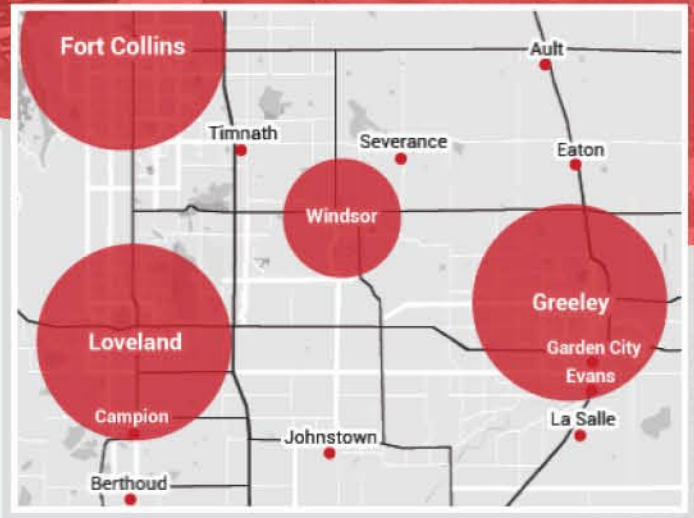 Fort Collins
Ault
Timnath
Severance
Eaton
Windsor
Greeley
Loveland
Garden City
Evans
Campion
La Salle
Johnstown
Berthoud